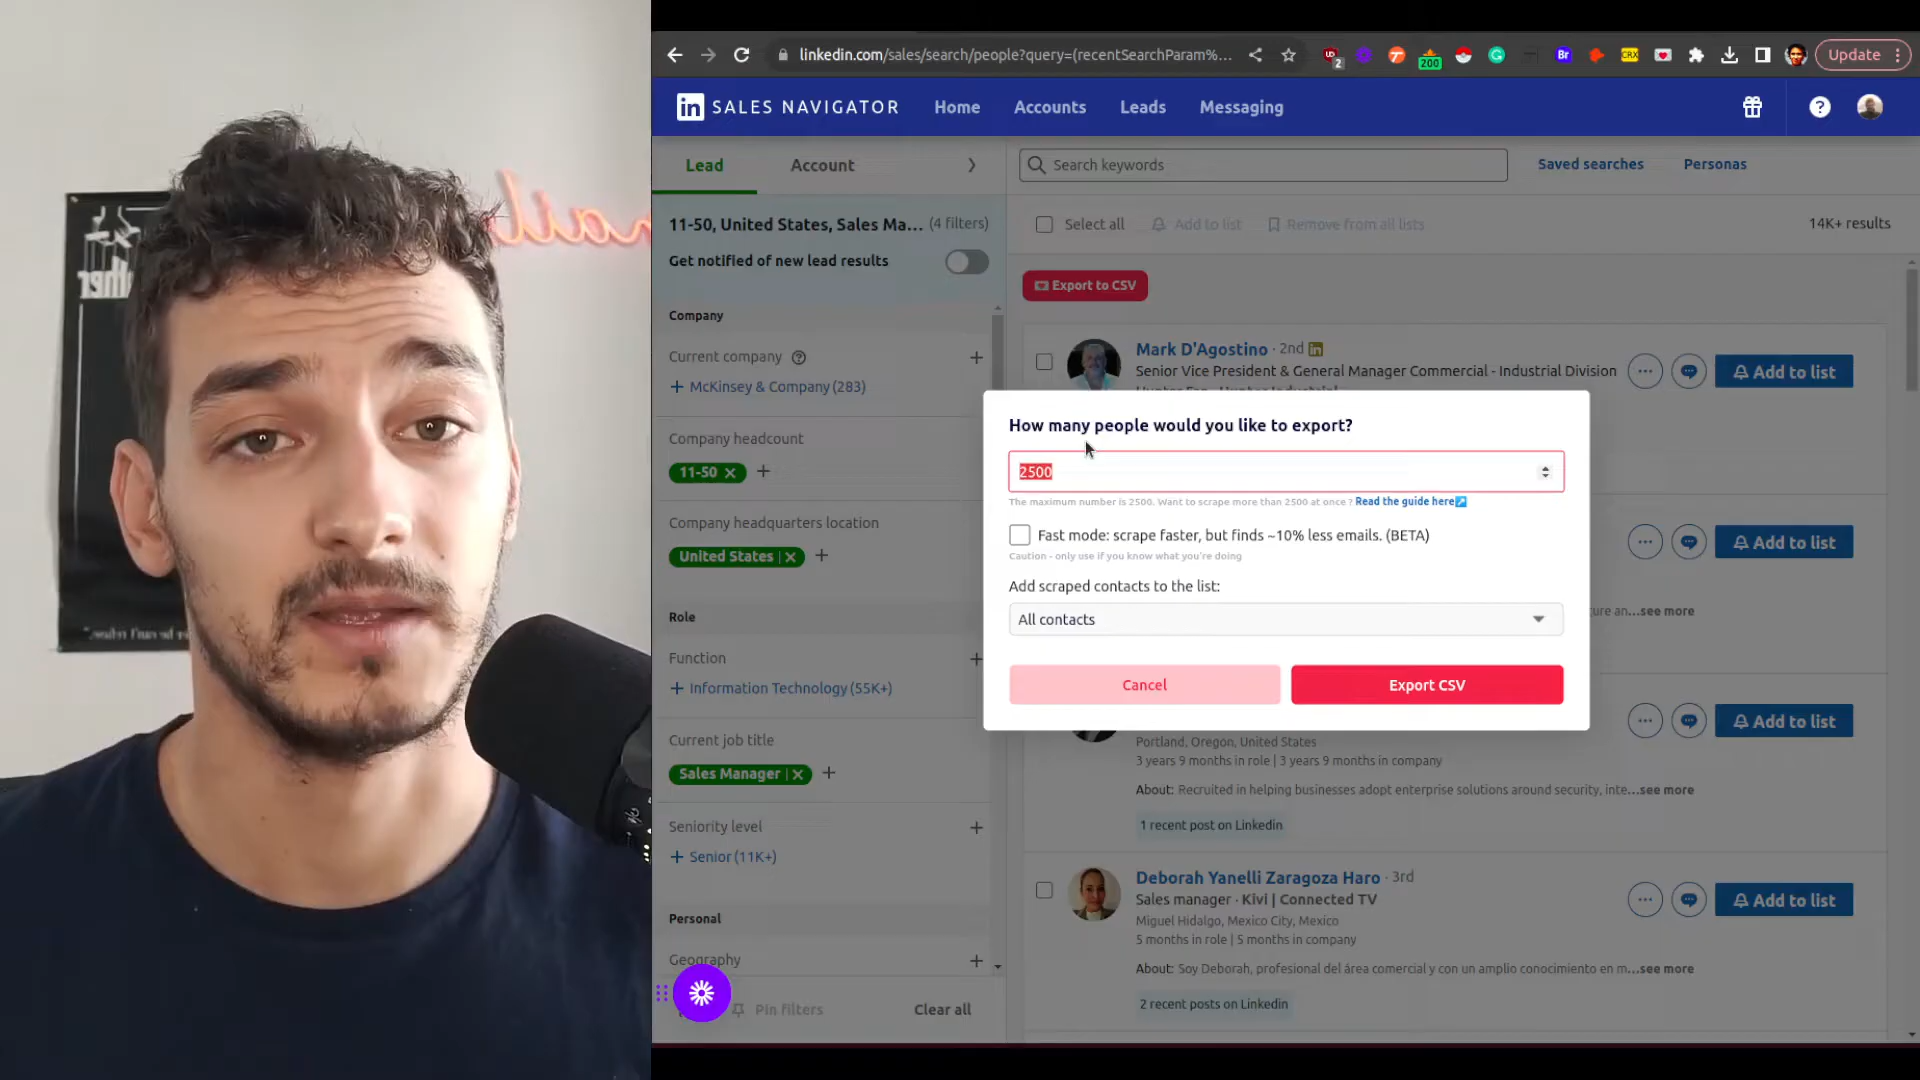 linkedin.com/sales/search/people?query=(recentSearchParam%...
2
200
Br
CRX
Update
in SALES NAVIGATOR
Home
Accounts
Leads
Messaging
Lead
Account
Search keywords
Saved searches
Personas
11-50, United States, Sales Ma... (4 filters)
Select all
Add to list
Remove from all lists
14K+ results
Get notified of new lead results
Export to CSV
Company
Current company
+ McKinsey & Company (283)
Mark D'Agostino · 2nd in
Senior Vice President & General Manager Commercial - Industrial Division
Add to list
Company headcount
11-50
Company headquarters location
United States
How many people would you like to export?
2500
The maximum number is 2500. Want to scrape more than 2500 at once ? Read the guide here
Fast mode: scrape faster, but finds ~10% less emails. (BETA)
Caution - only use if you know what you're doing
Add scraped contacts to the list:
All contacts
Cancel
Export CSV
Add to list
...see more
Role
Function
+ Information Technology (55K+)
Current job title
Sales Manager
Add to list
Portland, Oregon, United States
3 years 9 months in role | 3 years 9 months in company
About: Recruited in helping businesses adopt enterprise solutions around security, inte...see more
1 recent post on Linkedin
Seniority level
+ Senior (11K+)
Deborah Yanelli Zaragoza Haro · 3rd
Sales manager · Kivi | Connected TV
Miguel Hidalgo, Mexico City, Mexico
5 months in role | 5 months in company
Add to list
About: Soy Deborah, profesional del área comercial y con un amplio conocimiento en m...see more
2 recent posts on Linkedin
Personal
Geography
Pin filters
Clear all